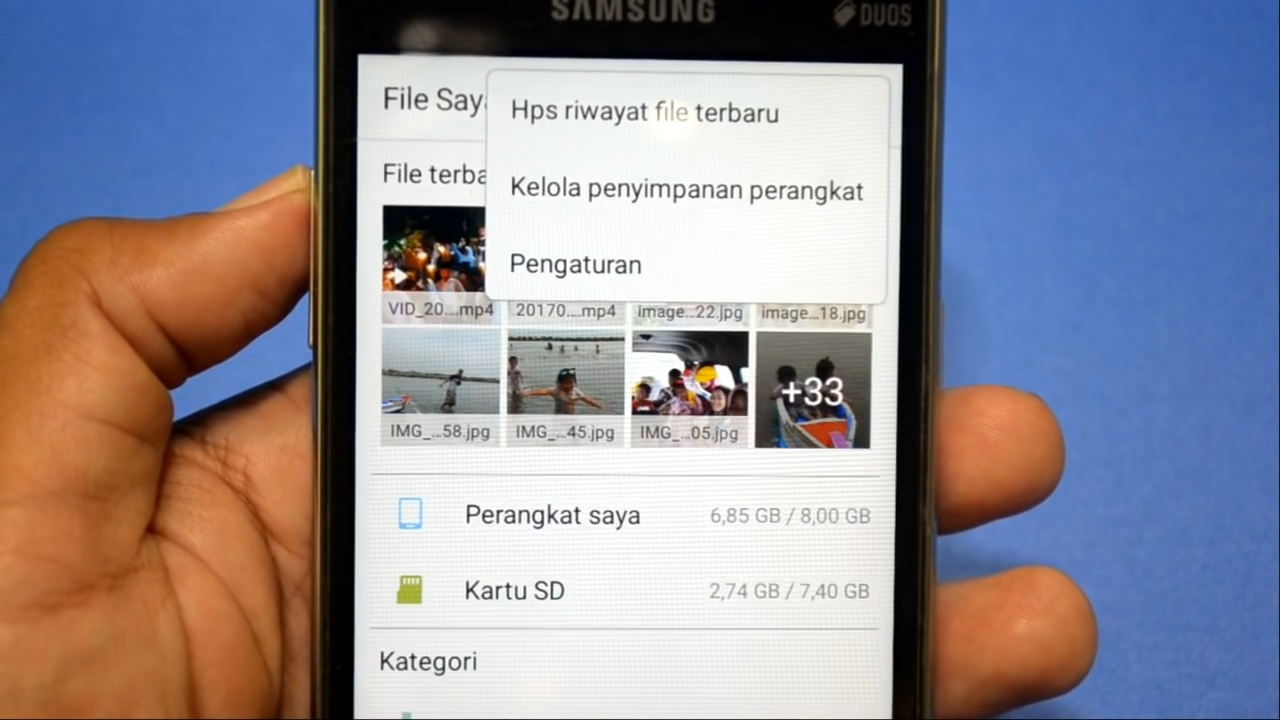 SAMSUNG
DUOS
File Saya
Hps riwayat file terbaru
Kelola penyimpanan perangkat
Pengaturan
File terba
VID_20....mp4 20170....mp4 image...22.jpg image...18.jpg
+33
IMG_...58.jpg IMG_...45.jpg IMG_...05.jpg
Perangkat saya 6,85 GB / 8,00 GB
Kartu SD 2,74 GB / 7,40 GB
Kategori